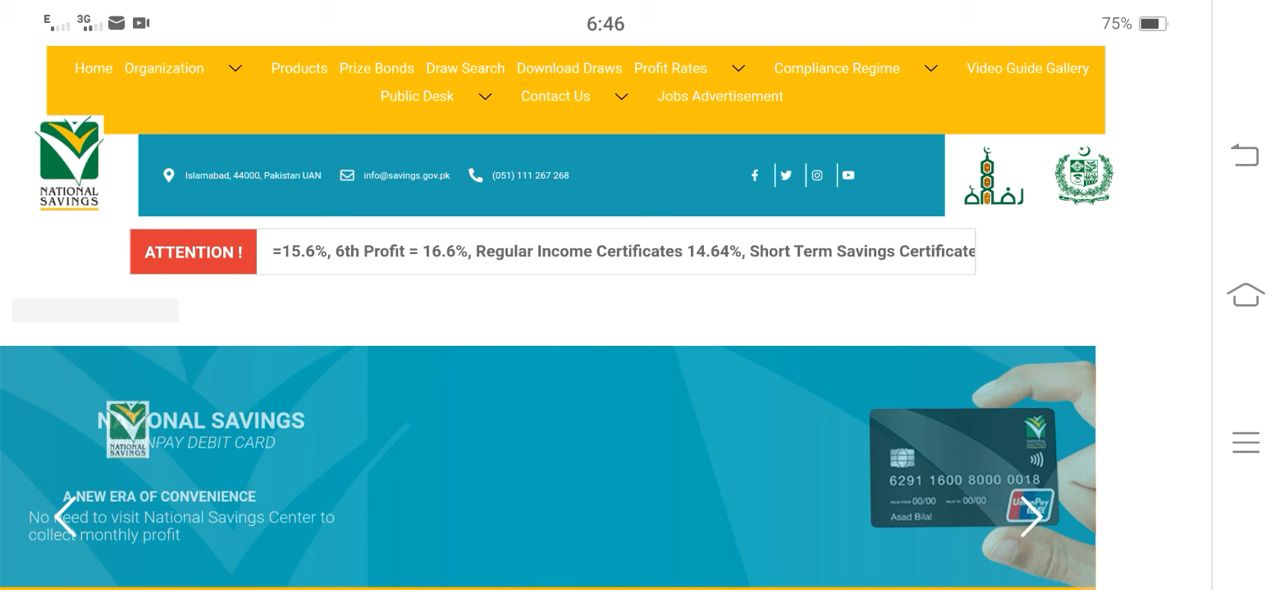 E 3G 6:46 75%
Home Organization Products Prize Bonds Draw Search Download Draws Profit Rates Compliance Regime Video Guide Gallery
Public Desk Contact Us Jobs Advertisement
NATIONAL
SAVINGS
Islamabad, 44000, Pakistan UAN info@savings.gov.pk (051) 111 267 268
ATTENTION ! =15.6%, 6th Profit = 16.6%, Regular Income Certificates 14.64%, Short Term Savings Certificate
SAVINGS
DEBIT CARD
NATIONAL
SAVINGS
A NEW ERA OF CONVENIENCE
No need to visit National Savings Center to
collect monthly profit
6291 1600 8000 0018
00/00 00/00
Asad Bilal
UnionPay